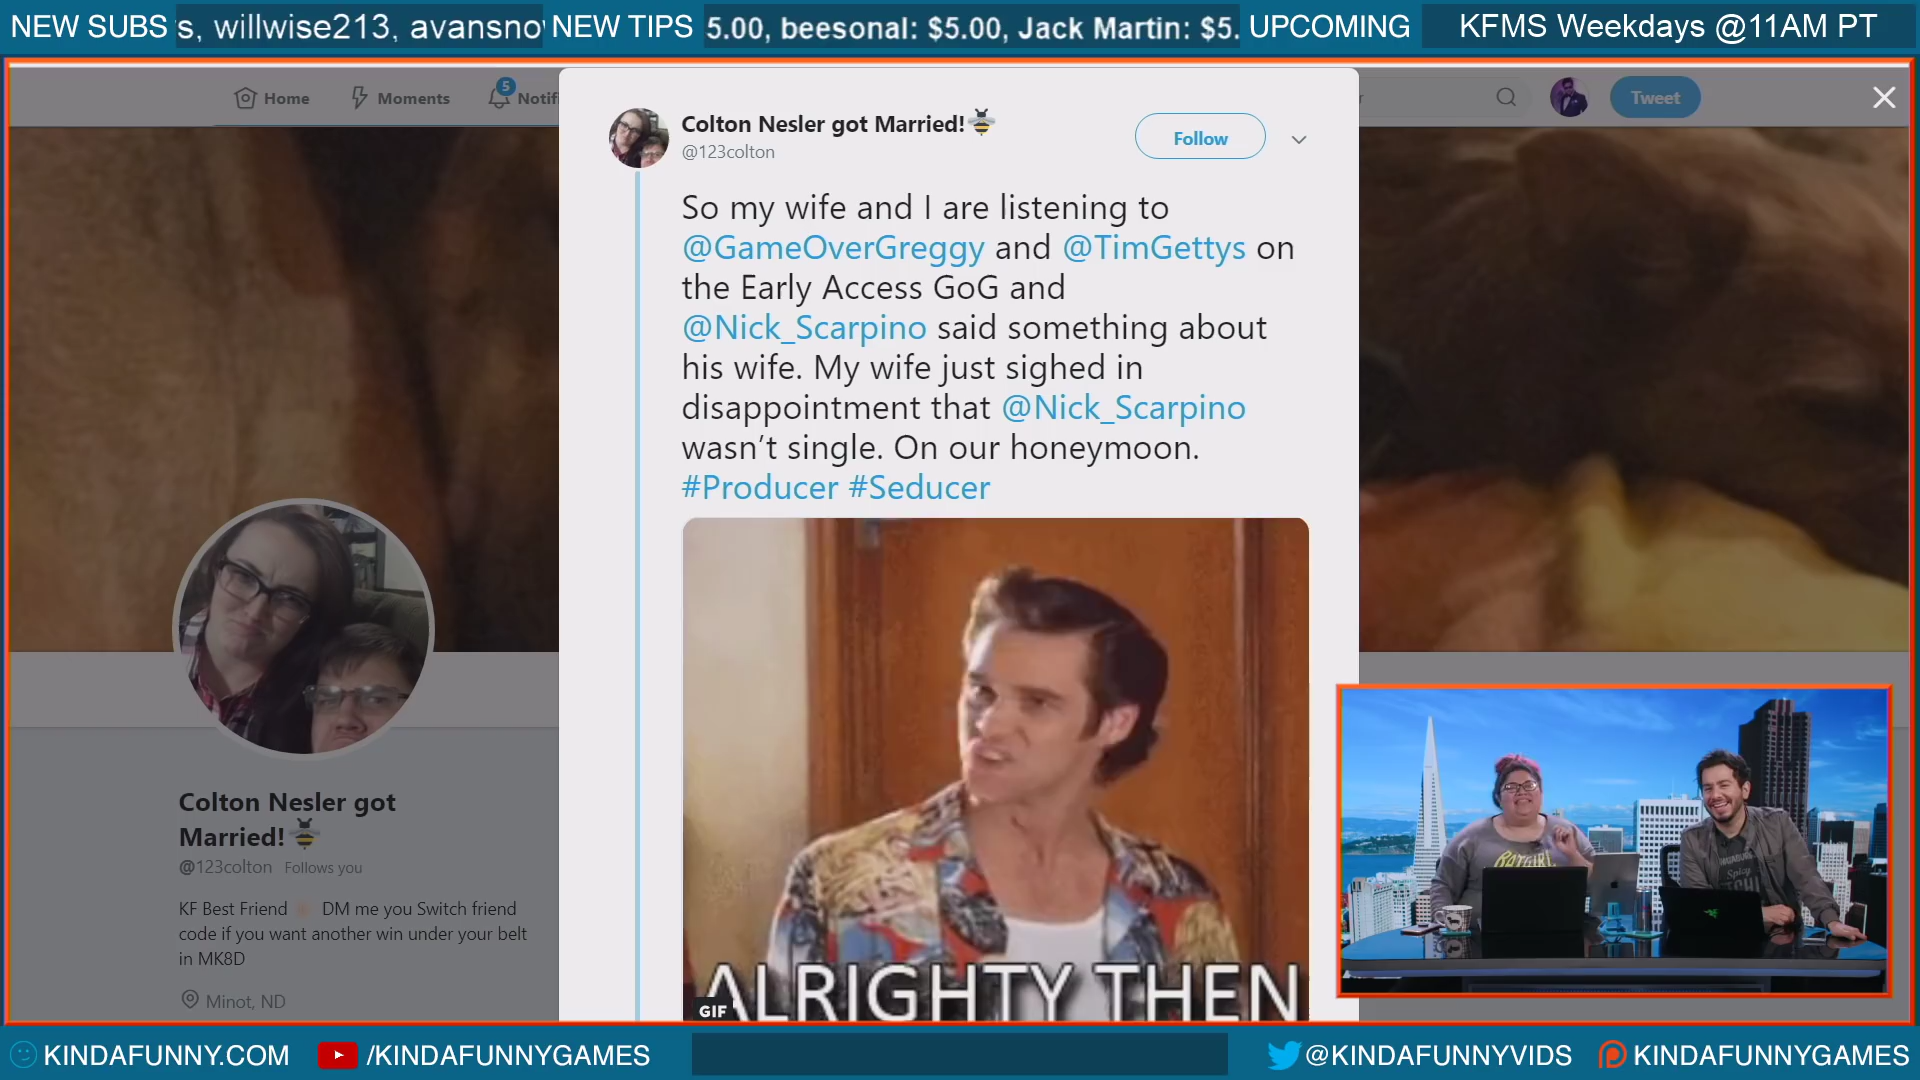 NEW SUBS s, willwise213, avansno NEW TIPS 5.00, beesonal: $5.00, Jack Martin: $5. UPCOMING KFMS Weekdays @11AM PT
Home Moments 5 Notifi Tweet
Colton Nesler got Married!
@123colton
Follow
So my wife and I are listening to
@GameOverGreggy and @TimGettys on
the Early Access GoG and
@Nick_Scarpino said something about
his wife. My wife just sighed in
disappointment that @Nick_Scarpino
wasn't single. On our honeymoon.
#Producer #Seducer
ALRIGHTY THEN
GIF
Colton Nesler got
Married!
@123colton Follows you
KF Best Friend DM me you Switch friend
code if you want another win under your belt
in MK8D
Minot, ND
BATGIRL
KINDAFUNNY.COM /KINDAFUNNYGAMES @KINDAFUNNYVIDS KINDAFUNNYGAMES